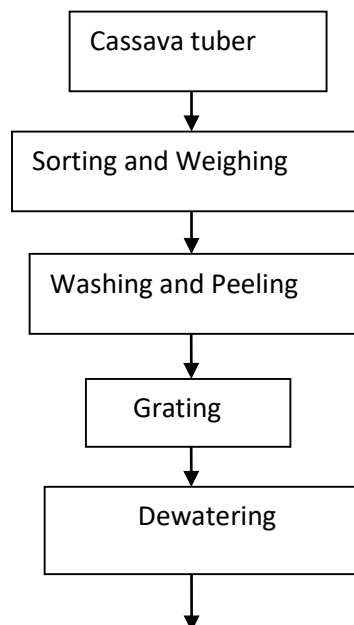 Cassava tuber
Sorting and Weighing
Washing and Peeling
Grating
Dewatering